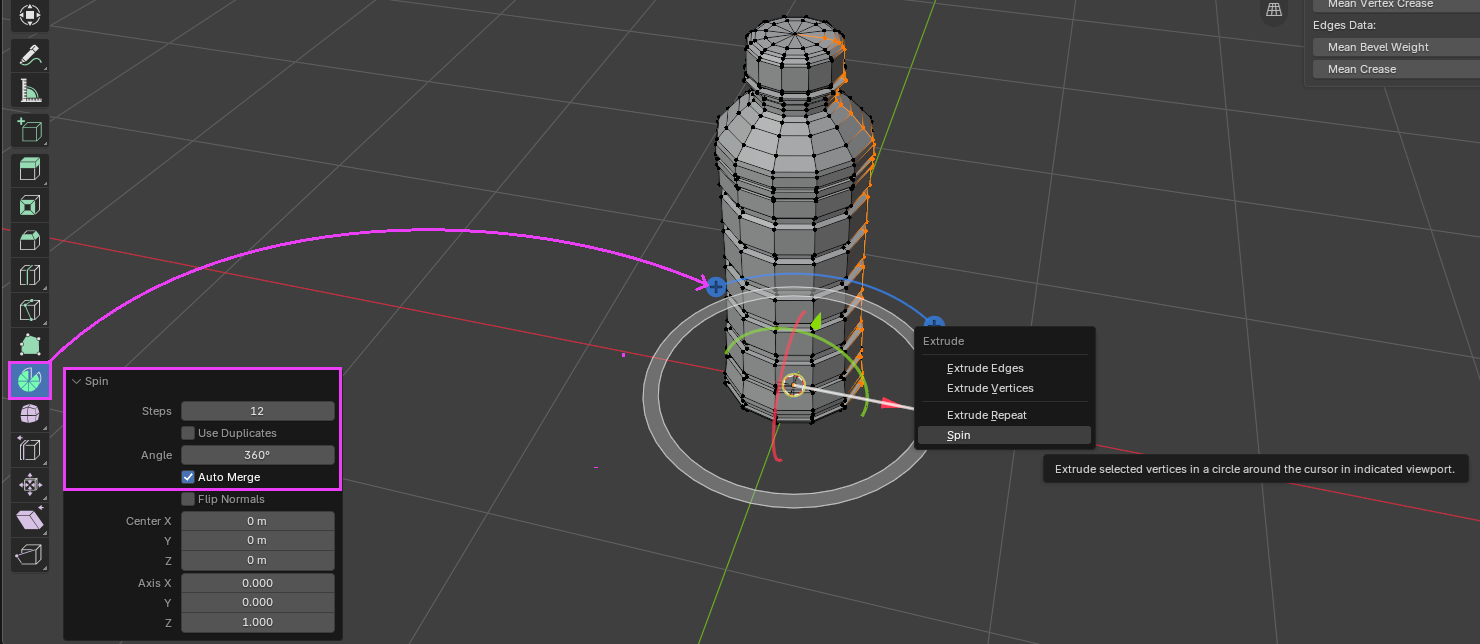 Mean Vertex Crease
Edges Data:
Mean Bevel Weight
Mean Crease
Extrude
Extrude Edges
Extrude Vertices
Extrude Repeat
Spin
Extrude selected vertices in a circle around the cursor in indicated viewport.
Spin
Steps 12
Use Duplicates
Angle 360°
Auto Merge
Flip Normals
Center X 0 m
Y 0 m
Z 0 m
Axis X 0.000
Y 0.000
Z 1.000